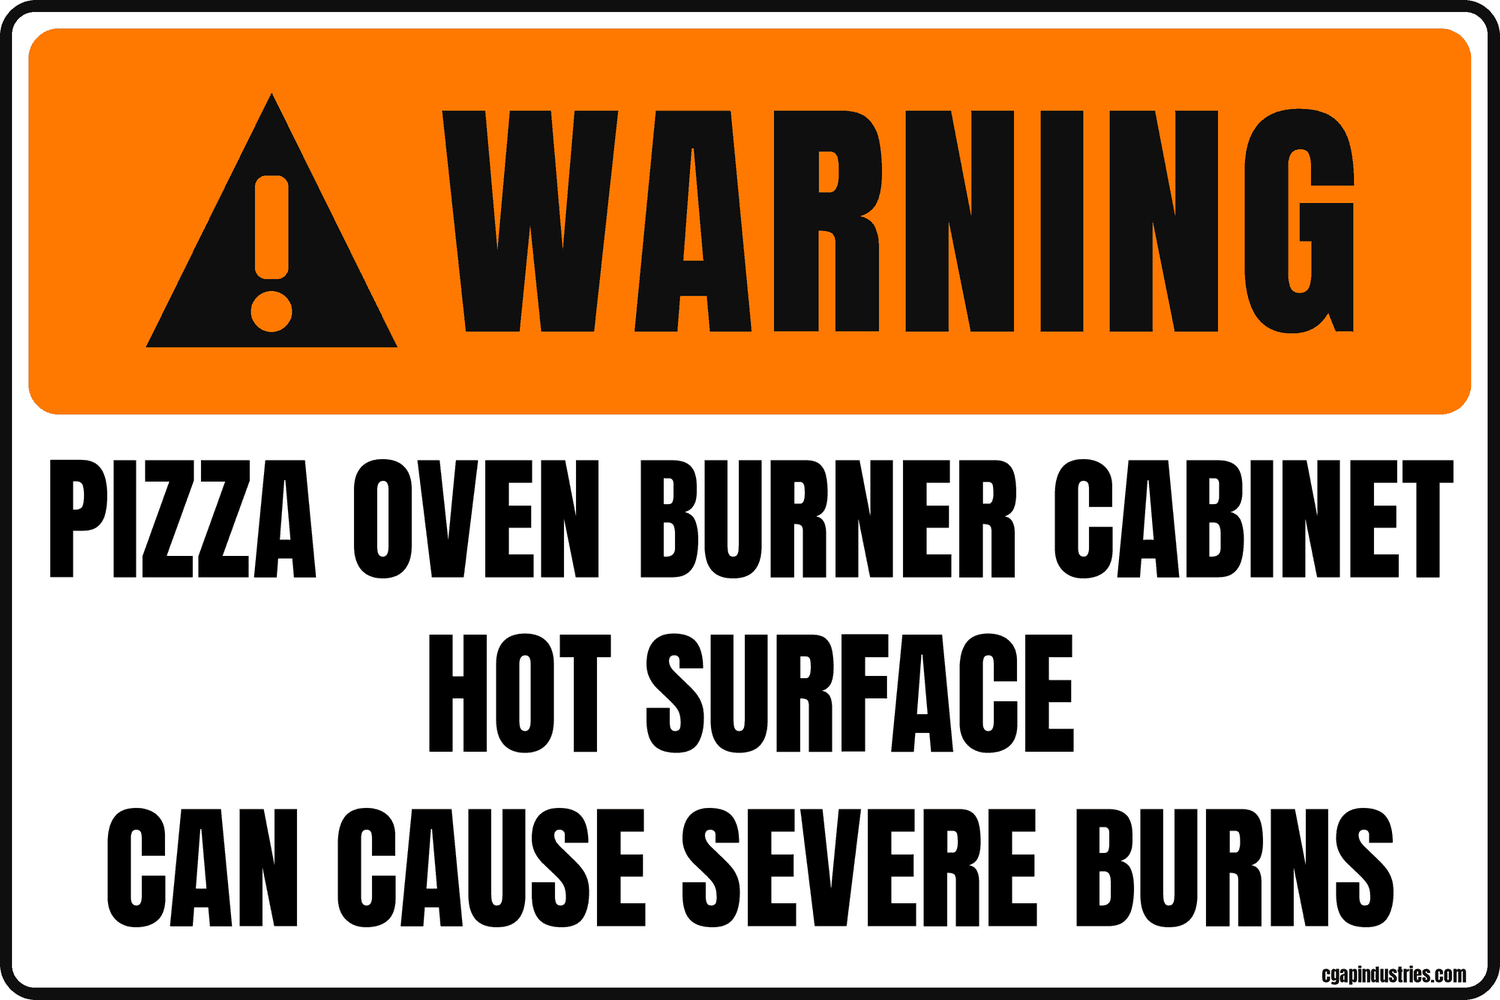 WARNING
PIZZA OVEN BURNER CABINET
HOT SURFACE
CAN CAUSE SEVERE BURNS
cgapindustries.com